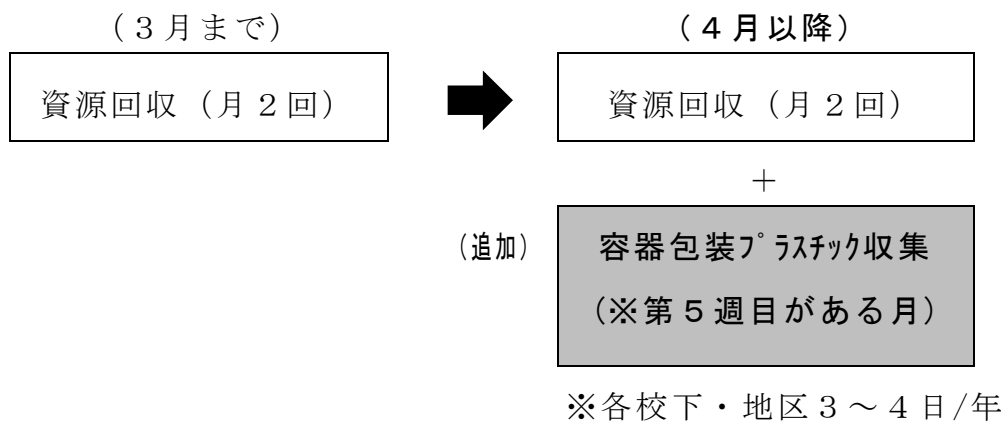 （３月まで）
資源回収（月２回）
（４月以降）
資源回収（月２回）
＋
（追加）
容器包装ﾌﾟﾗｽﾁｯｸ収集
（※第５週目がある月）
※各校下・地区３～４日/年